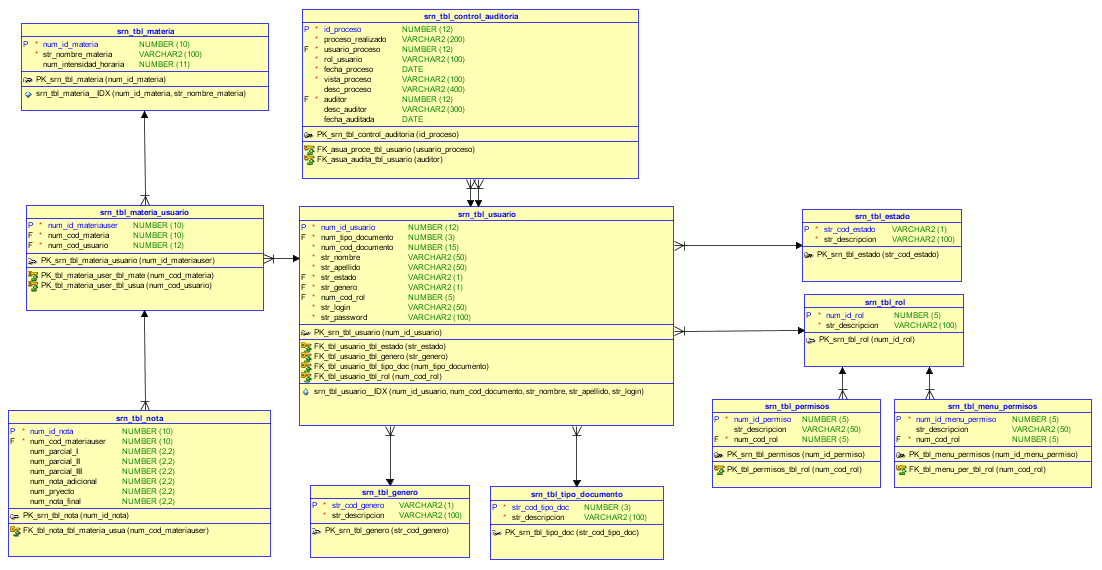 srn_tbl_materia
P * num_id_materia NUMBER (10)
* str_nombre_materia VARCHAR2 (100)
num_intensidad_horaria NUMBER (11)
PK_srn_tbl_materia (num_id_materia)
srn_tbl_materia__IDX (num_id_materia, str_nombre_materia)
srn_tbl_control_auditoria
P * id_proceso NUMBER (12)
* proceso_realizado VARCHAR2 (200)
F * usuario_proceso NUMBER (12)
* rol_usuario VARCHAR2 (100)
* fecha_proceso DATE
* vista_proceso VARCHAR2 (100)
desc_proceso VARCHAR2 (400)
F * auditor NUMBER (12)
desc_auditor VARCHAR2 (300)
fecha_auditada DATE
PK_srn_tbl_control_auditoria (id_proceso)
FK_asua_proce_tbl_usuario (usuario_proceso)
FK_asua_audita_tbl_usuario (auditor)
srn_tbl_materia_usuario
P * num_id_materiauser NUMBER (10)
F * num_cod_materia NUMBER (10)
F * num_cod_usuario NUMBER (12)
PK_srn_tbl_materia_usuario (num_id_materiauser)
FK_tbl_materia_user_tbl_mate (num_cod_materia)
FK_tbl_materia_user_tbl_usua (num_cod_usuario)
srn_tbl_usuario
P * num_id_usuario NUMBER (12)
F * num_tipo_documento NUMBER (3)
* num_cod_documento NUMBER (15)
* str_nombre VARCHAR2 (50)
* str_apellido VARCHAR2 (50)
F * str_estado VARCHAR2 (1)
F * str_genero VARCHAR2 (1)
F * num_cod_rol NUMBER (5)
* str_login VARCHAR2 (50)
* str_password VARCHAR2 (100)
PK_srn_tbl_usuario (num_id_usuario)
FK_tbl_usuario_tbl_estado (str_estado)
FK_tbl_usuario_tbl_genero (str_genero)
FK_tbl_usuario_tbl_tipo_doc (num_tipo_documento)
FK_tbl_usuario_tbl_rol (num_cod_rol)
srn_tbl_usuario__IDX (num_id_usuario, num_cod_documento, str_nombre, str_apellido, str_login)
srn_tbl_estado
P * str_cod_estado VARCHAR2 (1)
* str_descripcion VARCHAR2 (100)
PK_srn_tbl_estado (str_cod_estado)
srn_tbl_rol
P * num_id_rol NUMBER (5)
* str_descripcion VARCHAR2 (100)
PK_srn_tbl_rol (num_id_rol)
srn_tbl_nota
P * num_id_nota NUMBER (10)
F * num_cod_materiauser NUMBER (10)
num_parcial_I NUMBER (2,2)
num_parcial_II NUMBER (2,2)
num_parcial_III NUMBER (2,2)
num_nota_adicional NUMBER (2,2)
num_pryecto NUMBER (2,2)
num_nota_final NUMBER (2,2)
PK_srn_tbl_nota (num_id_nota)
FK_tbl_nota_tbl_materia_usua (num_cod_materiauser)
srn_tbl_genero
P * str_cod_genero VARCHAR2 (1)
* str_descripcion VARCHAR2 (100)
PK_srn_tbl_genero (str_cod_genero)
srn_tbl_tipo_documento
P * str_cod_tipo_doc NUMBER (3)
* str_descripcion VARCHAR2 (100)
PK_srn_tbl_tipo_doc (str_cod_tipo_doc)
srn_tbl_permisos
P * num_id_permiso NUMBER (5)
str_descripcion VARCHAR2 (50)
F * num_cod_rol NUMBER (5)
PK_srn_tbl_permisos (num_id_permiso)
PK_tbl_permisos_tbl_rol (num_cod_rol)
srn_tbl_menu_permisos
P * num_id_menu_permiso NUMBER (5)
str_descripcion VARCHAR2 (50)
F * num_cod_rol NUMBER (5)
PK_tbl_menu_permisos (num_id_menu_permiso)
FK_tbl_menu_per_tbl_rol (num_cod_rol)